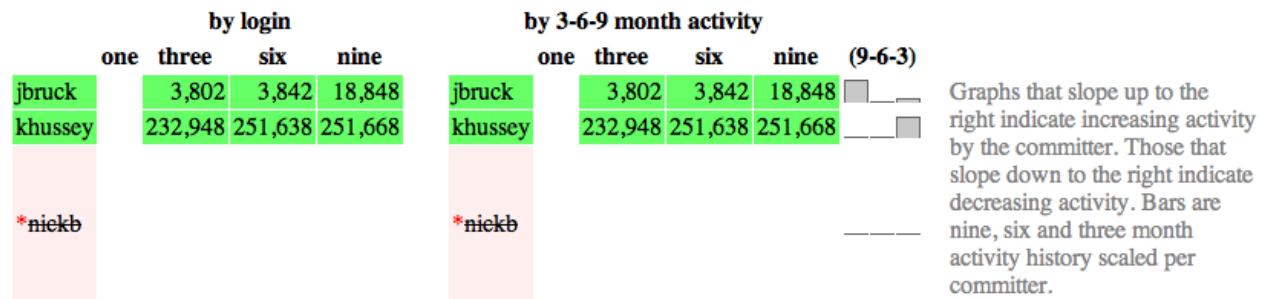 by login by 3-6-9 month activity
one three six nine one three six nine (9-6-3)
jbruck 3,802 3,842 18,848 jbruck 3,802 3,842 18,848
khussey 232,948 251,638 251,668 khussey 232,948 251,638 251,668
*nickb *nickb
Graphs that slope up to the
right indicate increasing activity
by the committer. Those that
slope down to the right indicate
decreasing activity. Bars are
nine, six and three month
activity history scaled per
committer.